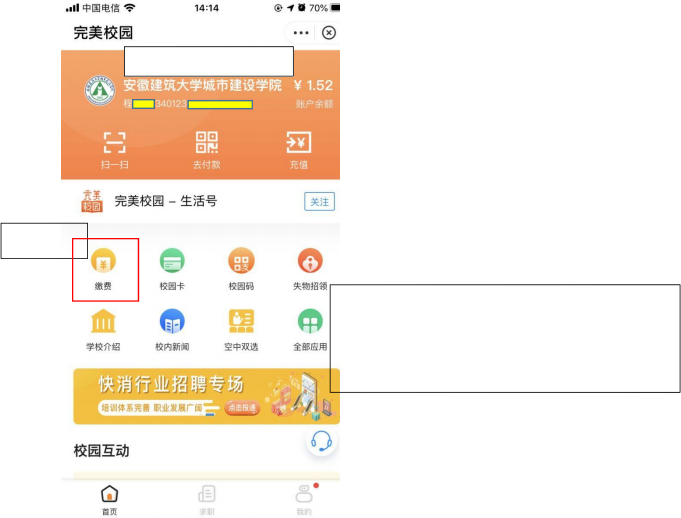 中国电信 14:14 70%
完美校园
安徽建筑大学城市建设学院 ¥ 1.52
程 340123 账户余额
扫一扫 去付款 充值
完美校园 – 生活号 关注
缴费 校园卡 校园码 失物招领
学校介绍 校内新闻 空中双选 全部应用
快消行业招聘专场
培训体系完善 职业发展广阔 点击报道
校园互动
首页 求职 我的